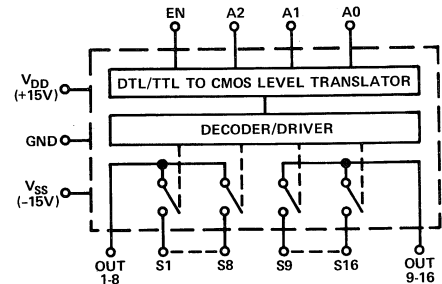 EN A2 A1 A0
DTL/TTL TO CMOS LEVEL TRANSLATOR
VDD
(+15V)
DECODER/DRIVER
GND
VSS
(–15V)
OUT
1-8
S1 S8 S9 S16
OUT
9-16